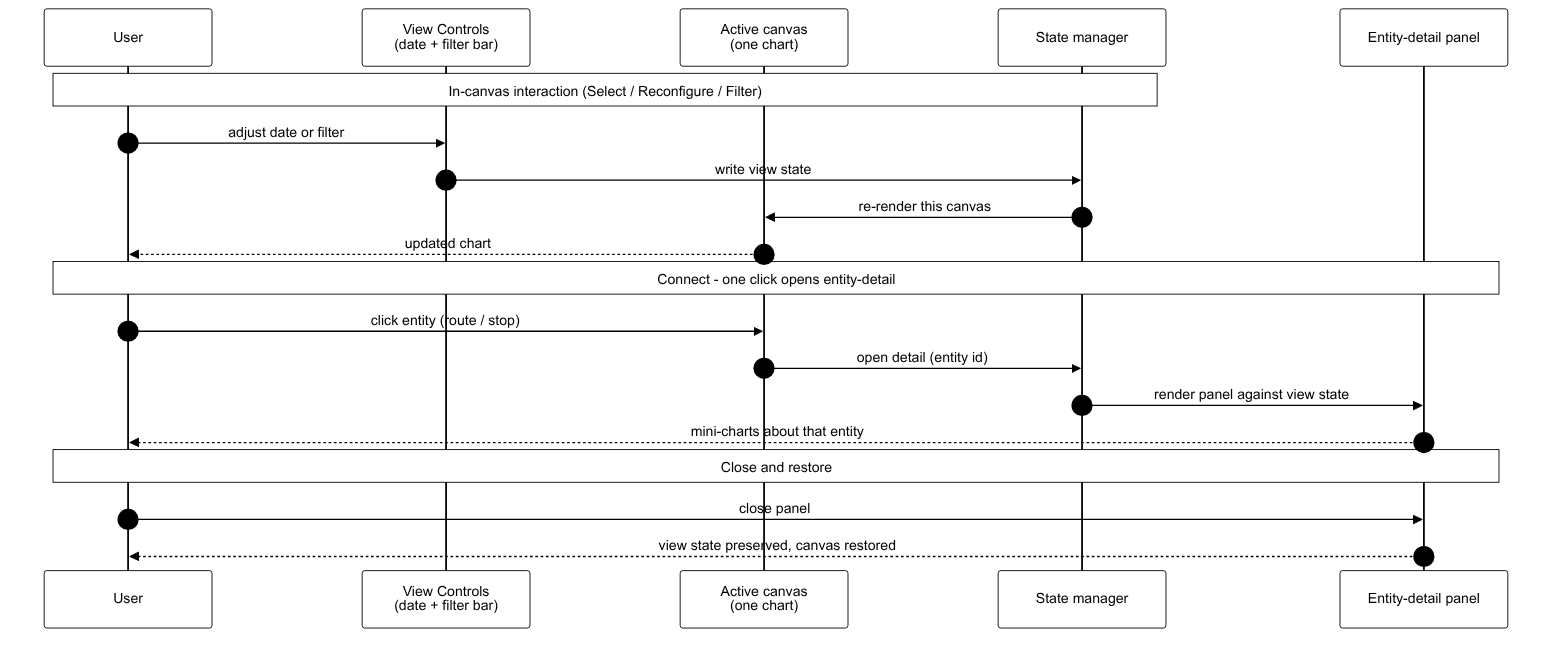 User
View Controls
(date + filter bar)
Active canvas
(one chart)
State manager
Entity-detail panel
In-canvas interaction (Select / Reconfigure / Filter)
adjust date or filter
write view state
re-render this canvas
updated chart
Connect - one click opens entity-detail
click entity (route / stop)
open detail (entity id)
render panel against view state
mini-charts about that entity
Close and restore
close panel
view state preserved, canvas restored
User
View Controls
(date + filter bar)
Active canvas
(one chart)
State manager
Entity-detail panel